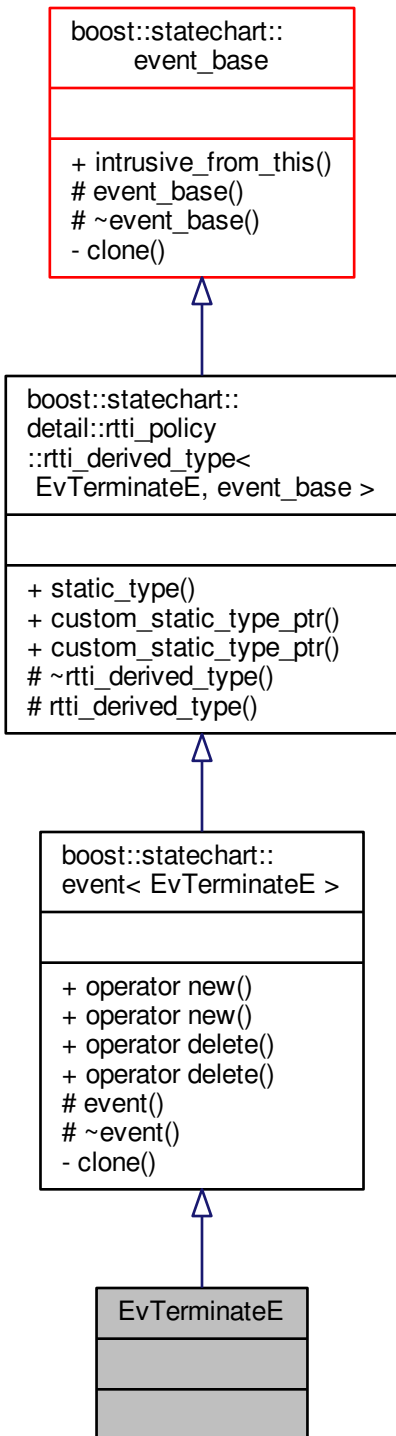 boost::statechart::
event_base
+ intrusive_from_this()
# event_base()
# ~event_base()
- clone()
boost::statechart::
detail::rtti_policy
::rtti_derived_type<
EvTerminateE, event_base >
+ static_type()
+ custom_static_type_ptr()
+ custom_static_type_ptr()
# ~rtti_derived_type()
# rtti_derived_type()
boost::statechart::
event< EvTerminateE >
+ operator new()
+ operator new()
+ operator delete()
+ operator delete()
# event()
# ~event()
- clone()
EvTerminateE